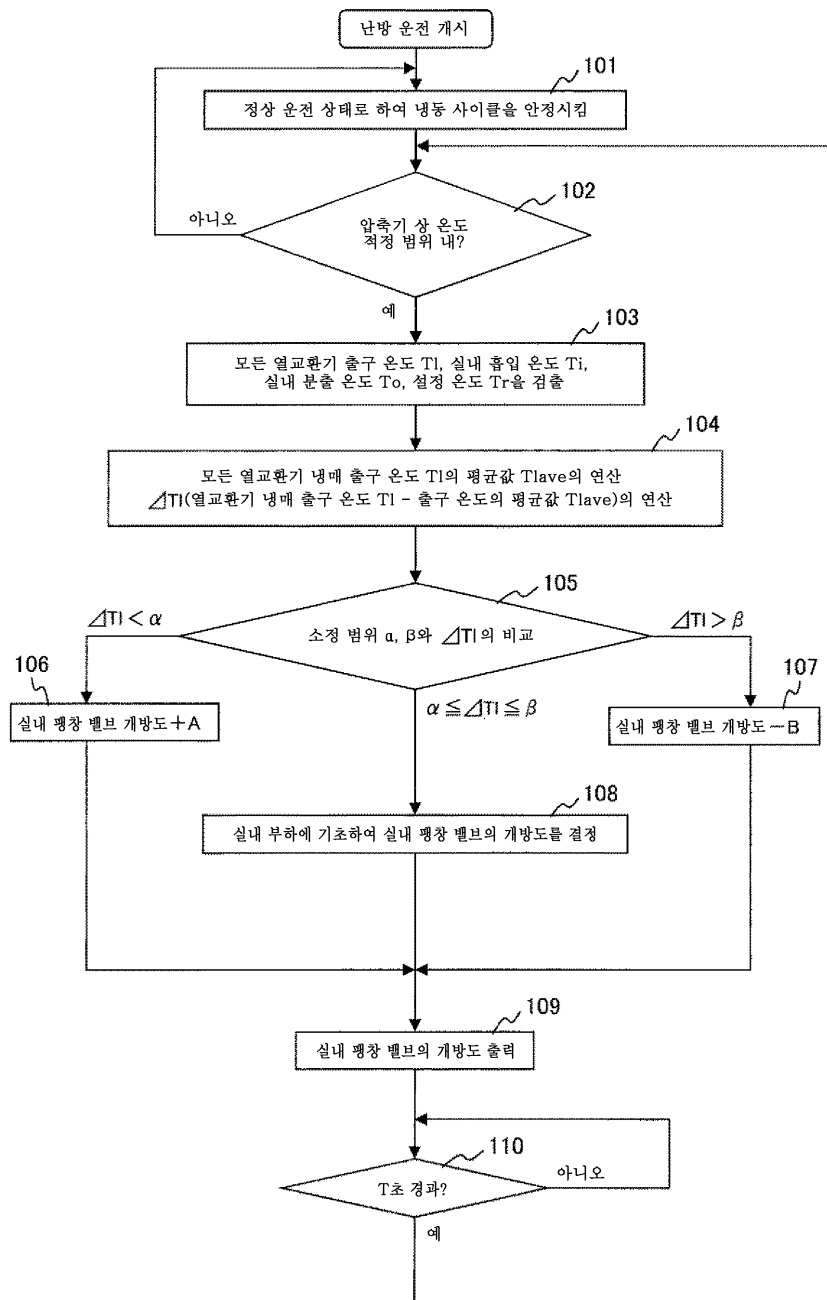 난방 운전 개시
101
정상 운전 상태로 하여 냉동 사이클을 안정시킴
102
아니오
압축기 상 온도
적정 범위 내?
예
103
모든 열교환기 출구 온도 Tl, 실내 흡입 온도 Ti,
실내 분출 온도 To, 설정 온도 Tr을 검출
104
모든 열교환기 냉매 출구 온도 Tl의 평균값 Tlave의 연산
⊿Tl(열교환기 냉매 출구 온도 Tl - 출구 온도의 평균값 Tlave)의 연산
105
⊿Tl < α
소정 범위 α, β와 ⊿Tl의 비교
⊿Tl > β
106
실내 팽창 밸브 개방도+A
α ≦ ⊿Tl ≦ β
107
실내 팽창 밸브 개방도-B
108
실내 부하에 기초하여 실내 팽창 밸브의 개방도를 결정
109
실내 팽창 밸브의 개방도 출력
110
T초 경과?
아니오
예